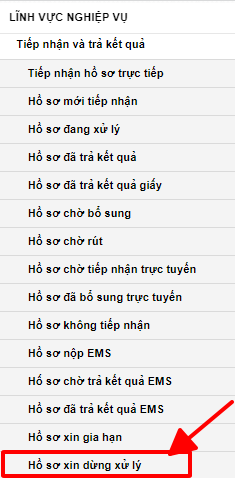 LĨNH VỰC NGHIỆP VỤ
Tiếp nhận và trả kết quả
Tiếp nhận hồ sơ trực tiếp
Hồ sơ mới tiếp nhận
Hồ sơ đang xử lý
Hồ sơ đã trả kết quả
Hồ sơ đã trả kết quả giấy
Hồ sơ chờ bổ sung
Hồ sơ chờ rút
Hồ sơ chờ tiếp nhận trực tuyến
Hồ sơ đã bổ sung trực tuyến
Hồ sơ không tiếp nhận
Hồ sơ nộp EMS
Hồ sơ chờ trả kết quả EMS
Hồ sơ đã trả kết quả EMS
Hồ sơ xin gia hạn
Hồ sơ xin dừng xử lý